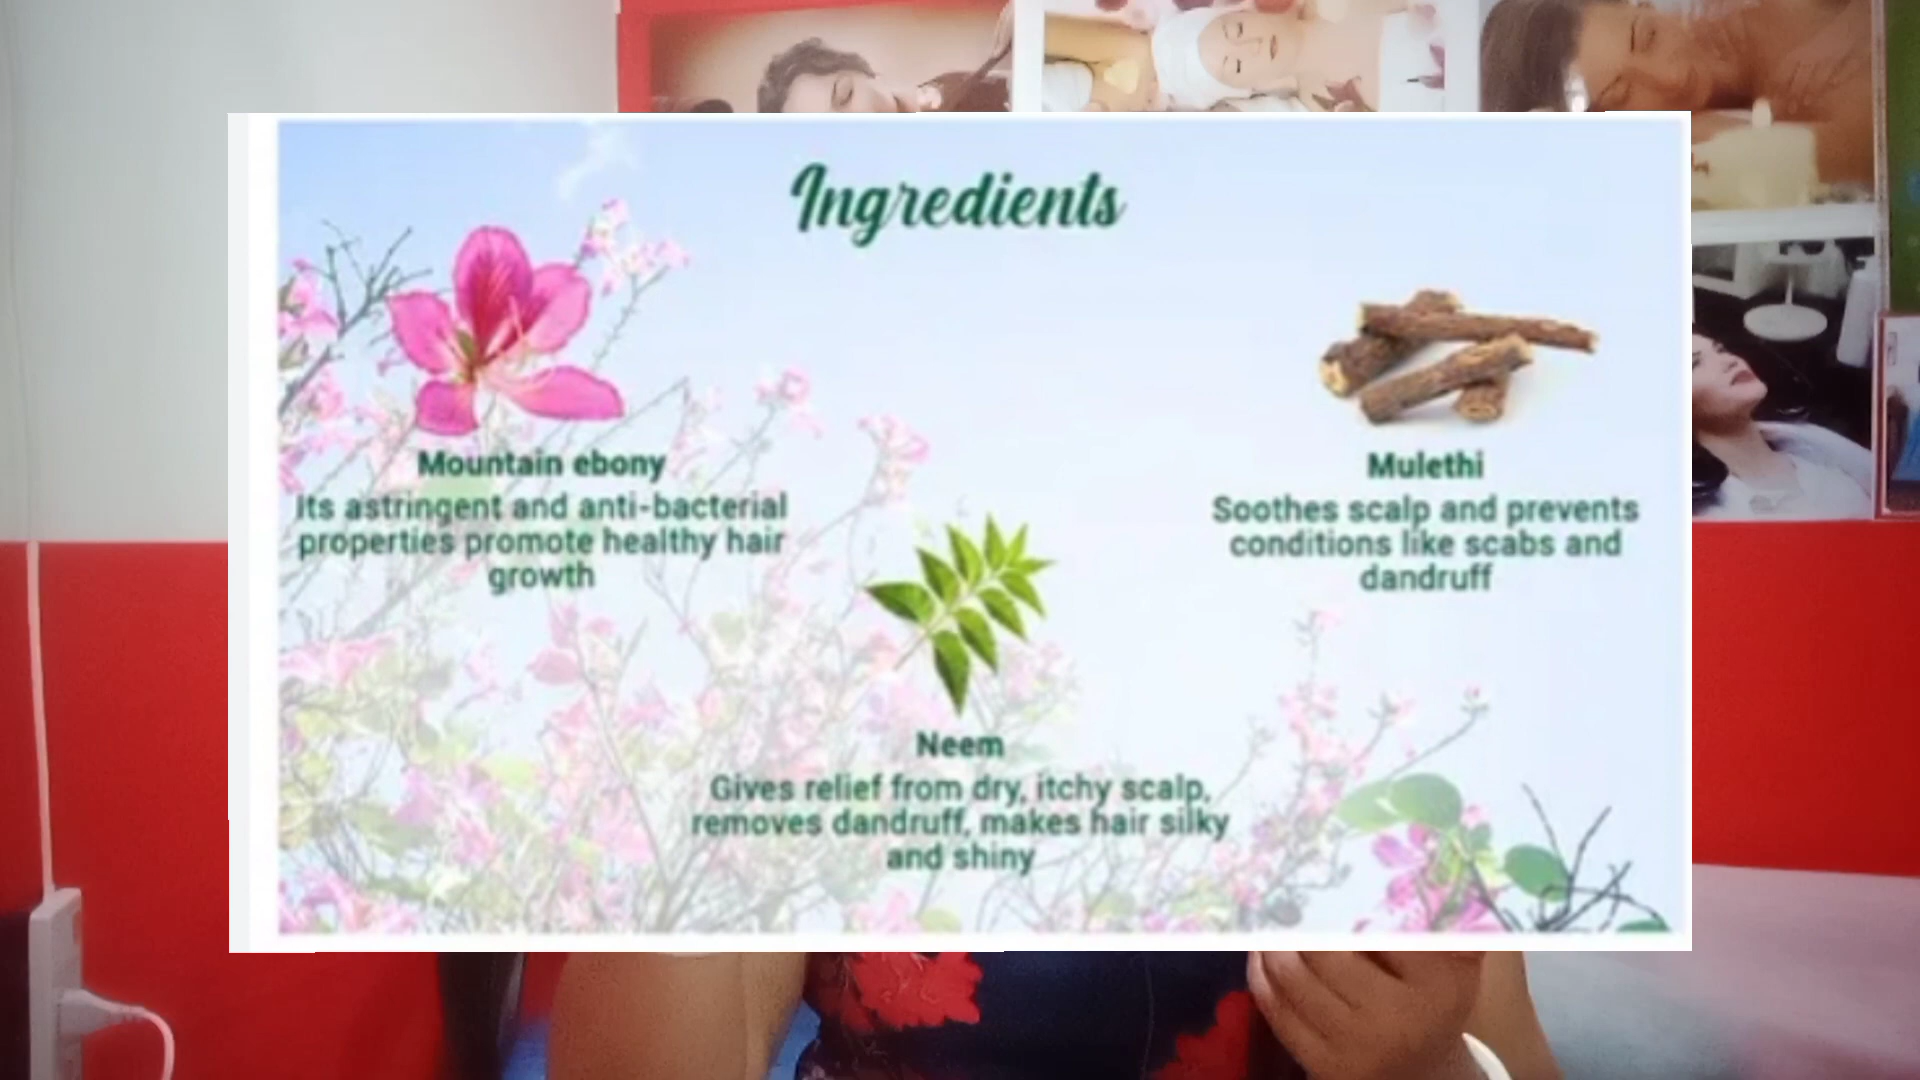 Ingredients
Mountain ebony
Its astringent and anti-bacterial
properties promote healthy hair
growth
Mulethi
Soothes scalp and prevents
conditions like scabs and
dandruff
Neem
Gives relief from dry, itchy scalp,
removes dandruff, makes hair silky
and shiny